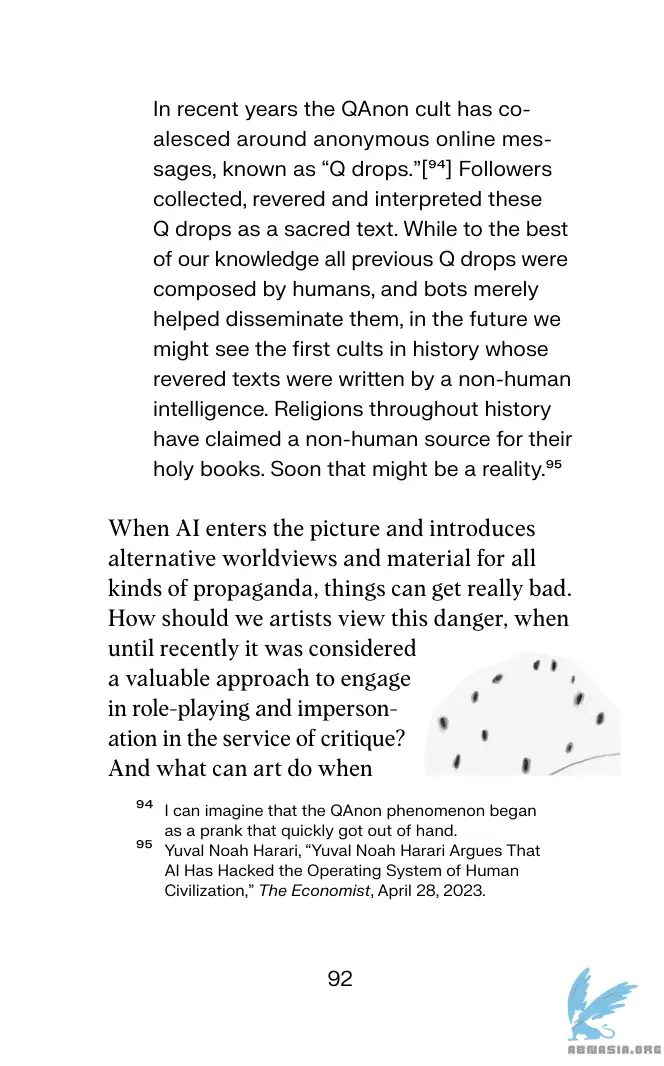 In recent years the QAnon cult has co-
alesced around anonymous online mes-
sages, known as “Q drops.”[⁹⁴] Followers
collected, revered and interpreted these
Q drops as a sacred text. While to the best
of our knowledge all previous Q drops were
composed by humans, and bots merely
helped disseminate them, in the future we
might see the first cults in history whose
revered texts were written by a non-human
intelligence. Religions throughout history
have claimed a non-human source for their
holy books. Soon that might be a reality.⁹⁵
When AI enters the picture and introduces
alternative worldviews and material for all
kinds of propaganda, things can get really bad.
How should we artists view this danger, when
until recently it was considered
a valuable approach to engage
in role-playing and imperson-
ation in the service of critique?
And what can art do when
⁹⁴ I can imagine that the QAnon phenomenon began
as a prank that quickly got out of hand.
⁹⁵ Yuval Noah Harari, “Yuval Noah Harari Argues That
AI Has Hacked the Operating System of Human
Civilization,” The Economist, April 28, 2023.
92
ABNASIA.ORG